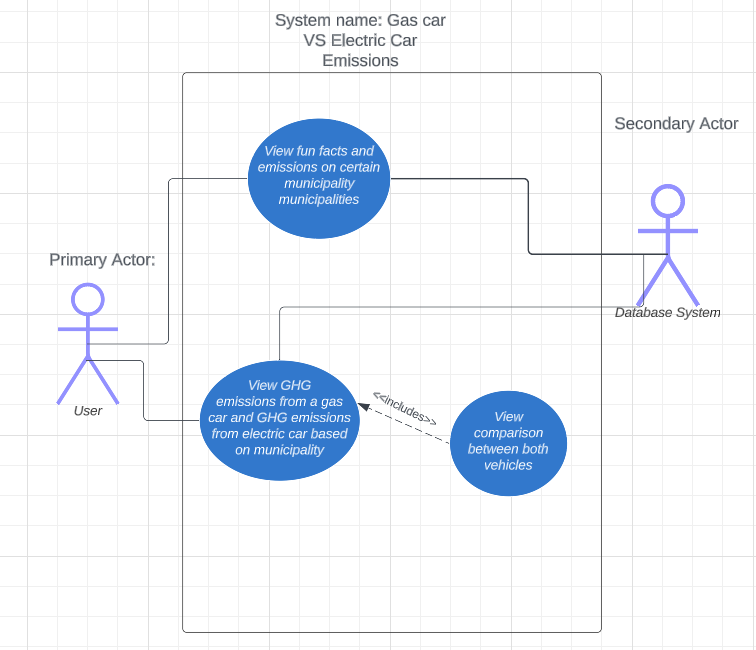 System name: Gas car
VS Electric Car
Emissions
Secondary Actor
View fun facts and
emissions on certain
municipality
municipalities
Primary Actor:
Database System
User
View GHG
emissions from a gas
car and GHG emissions
from electric car based
on municipality
<<includes>>
View
comparison
between both
vehicles